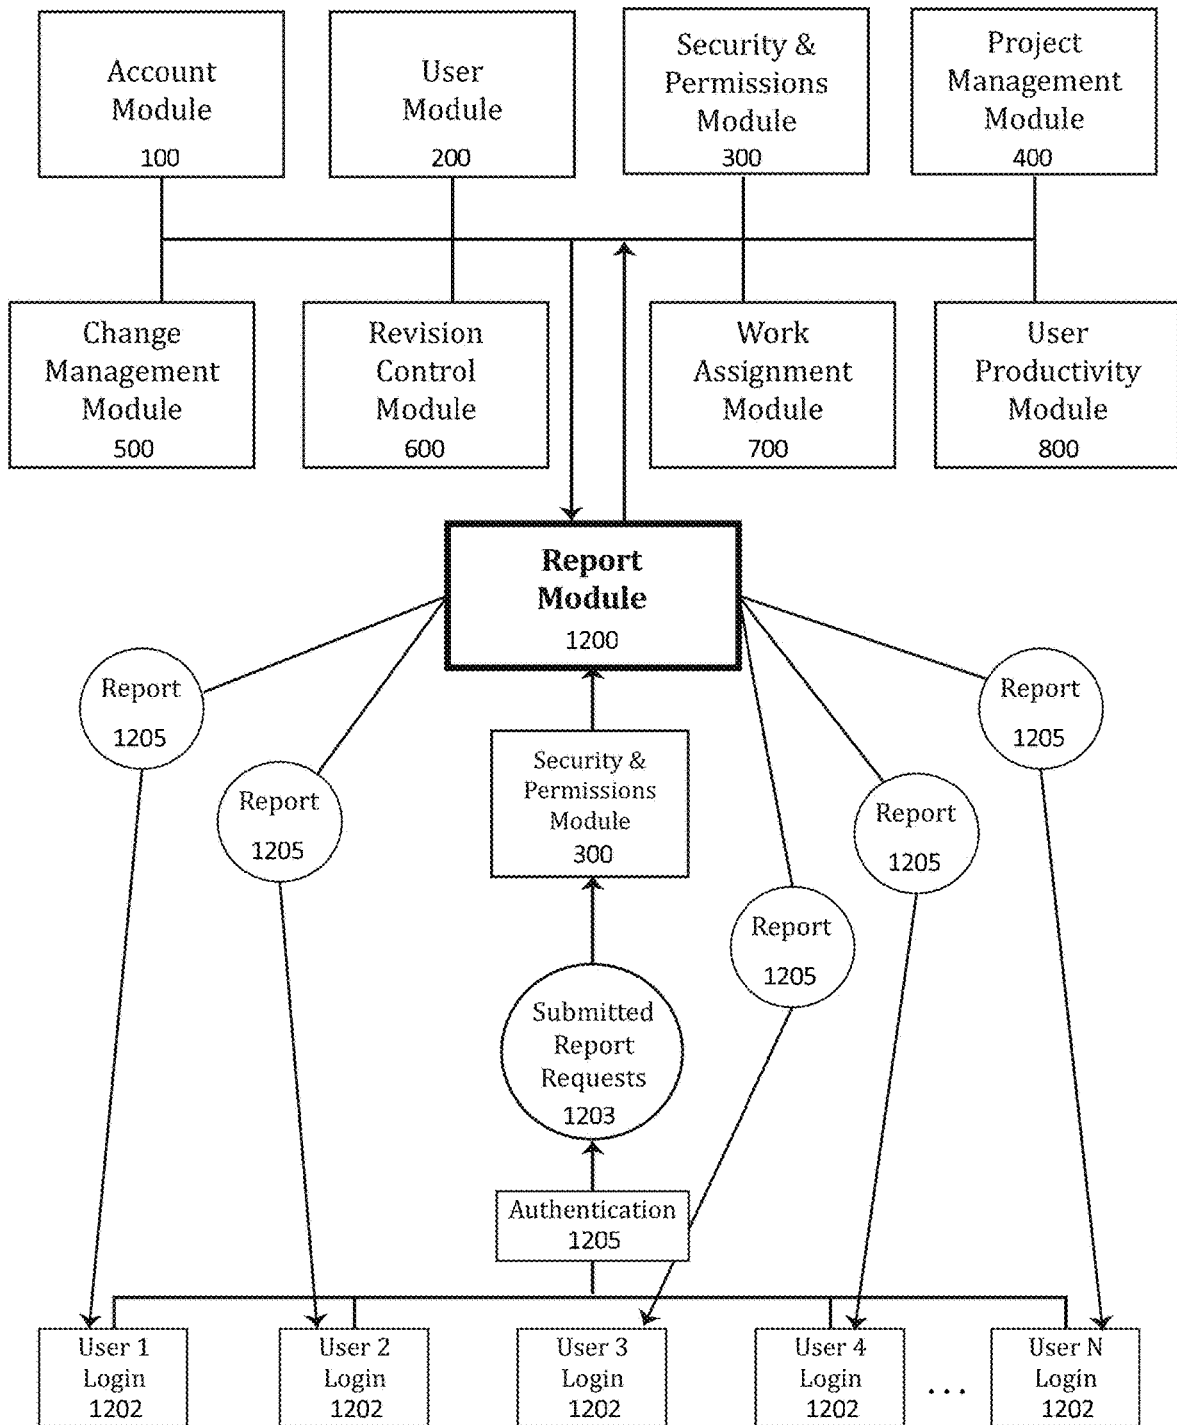 Account
Module
100
User
Module
200
Security &
Permissions
Module
300
Project
Management
Module
400
Change
Management
Module
500
Revision
Control
Module
600
Work
Assignment
Module
700
User
Productivity
Module
800
Report
Module
1200
Report
1205
Report
1205
Security &
Permissions
Module
300
Report
1205
Report
1205
Report
1205
Submitted
Report
Requests
1203
Authentication
1205
User 1
Login
1202
User 2
Login
1202
User 3
Login
1202
User 4
Login
1202
...
User N
Login
1202